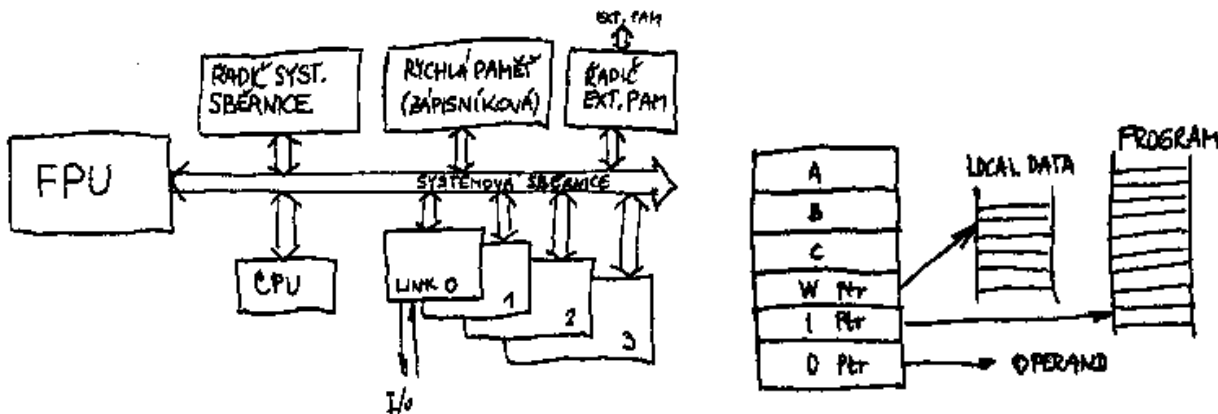 EXT. PAM
ŘADIČ SYST.
SBĚRNICE
RYCHLÁ PAMĚŤ
(ZÁPISNÍKOVÁ)
ŘADIČ
EXT. PAM
FPU
SYSTÉMOVÁ SBĚRNICE
CPU
LINK 0
1
2
3
I/O
A
B
C
W Ptr
I Ptr
O Ptr
LOCAL DATA
PROGRAM
OPERAND